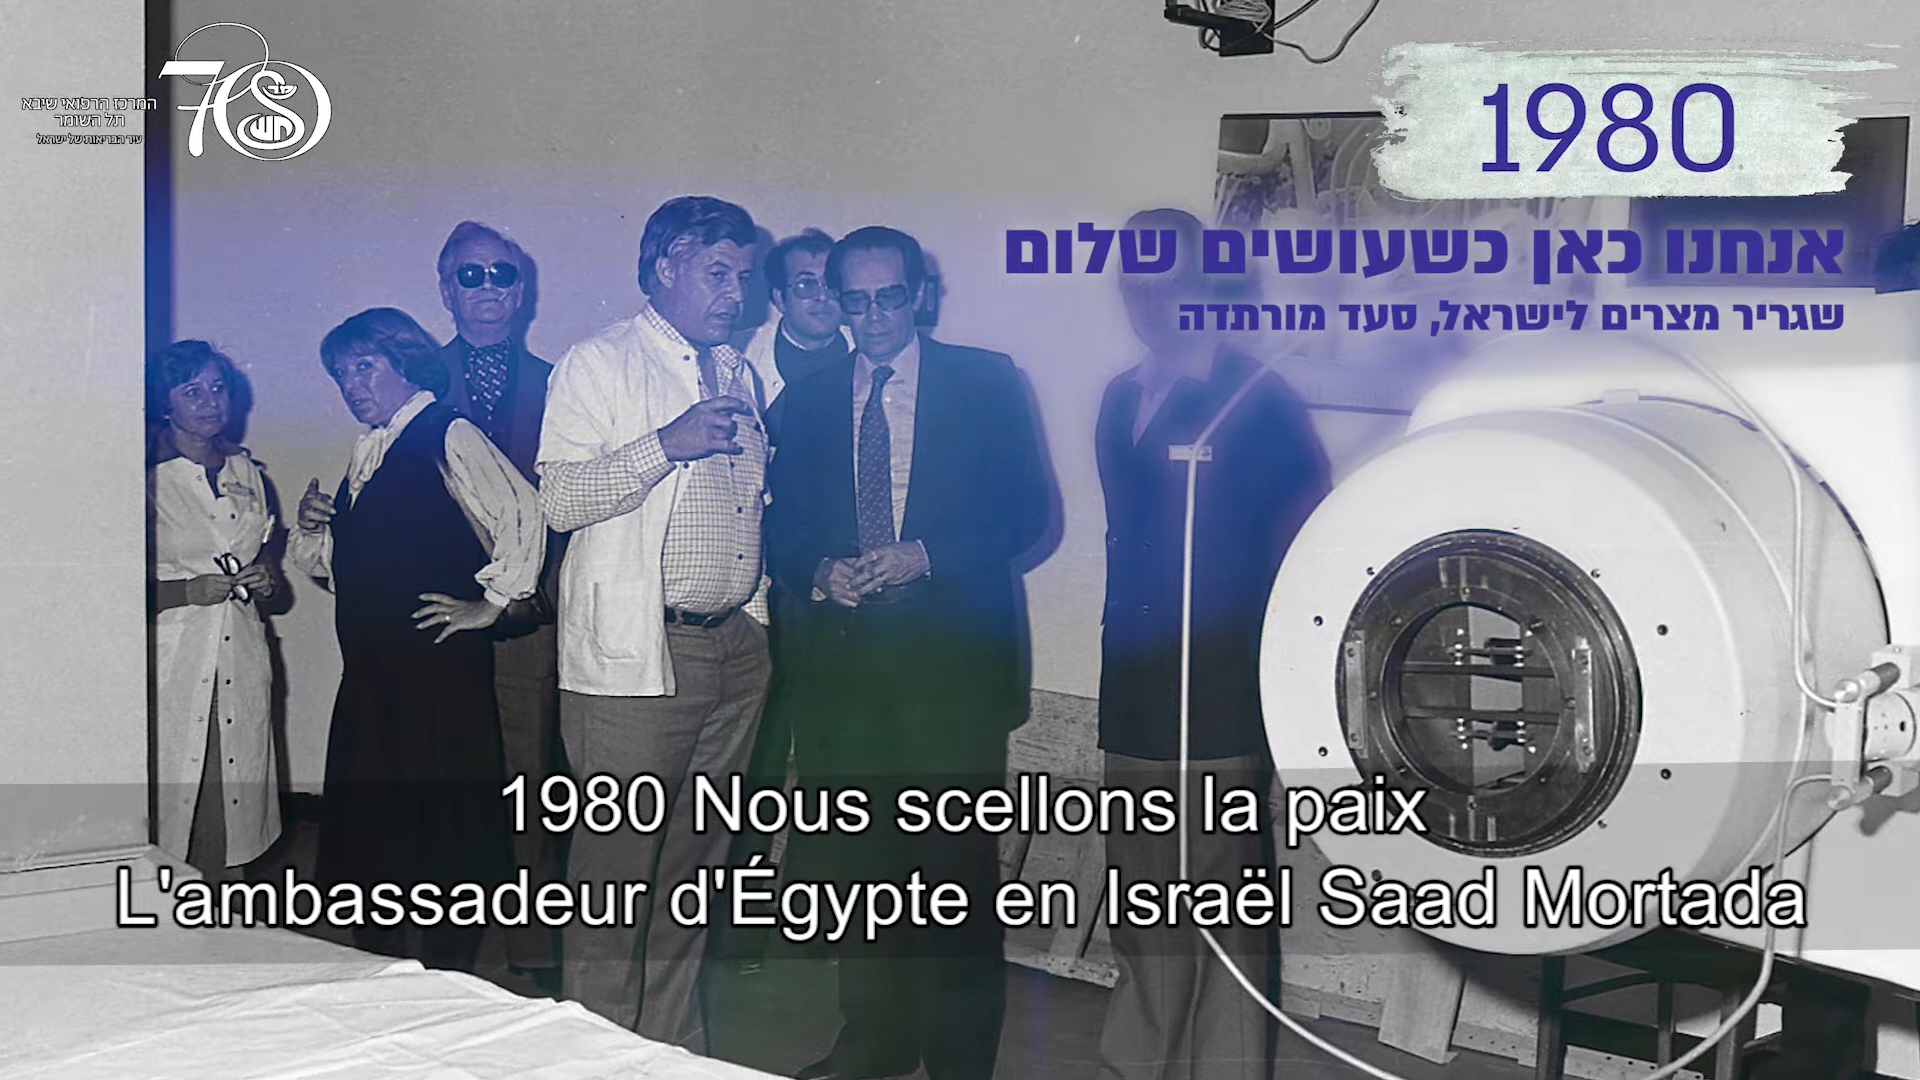 המרכז הרפואי שיבא
תל השומר
עיר הבריאות של ישראל
70
1980
אנחנו כאן כשעושים שלום
שגריר מצרים לישראל, סעד מורתדה
1980 Nous scellons la paix
L'ambassadeur d'Égypte en Israël Saad Mortada